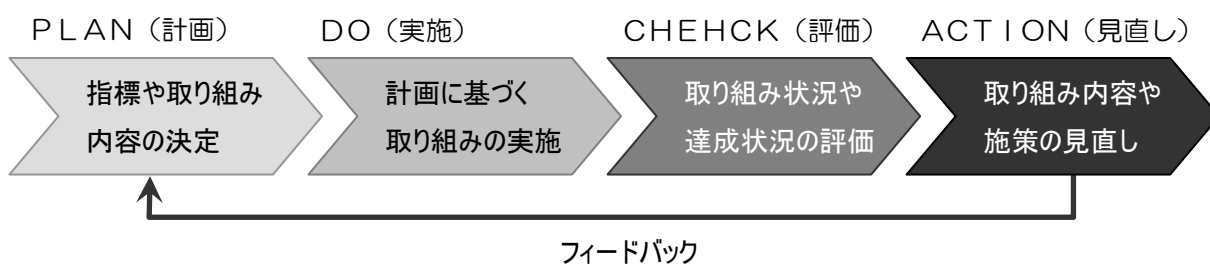 ＰＬＡＮ（計画）
ＤＯ（実施）
ＣＨＥＨＣＫ（評価）
ＡＣＴＩＯＮ（見直し）
指標や取り組み
内容の決定
計画に基づく
取り組みの実施
取り組み状況や
達成状況の評価
取り組み内容や
施策の見直し
フィードバック